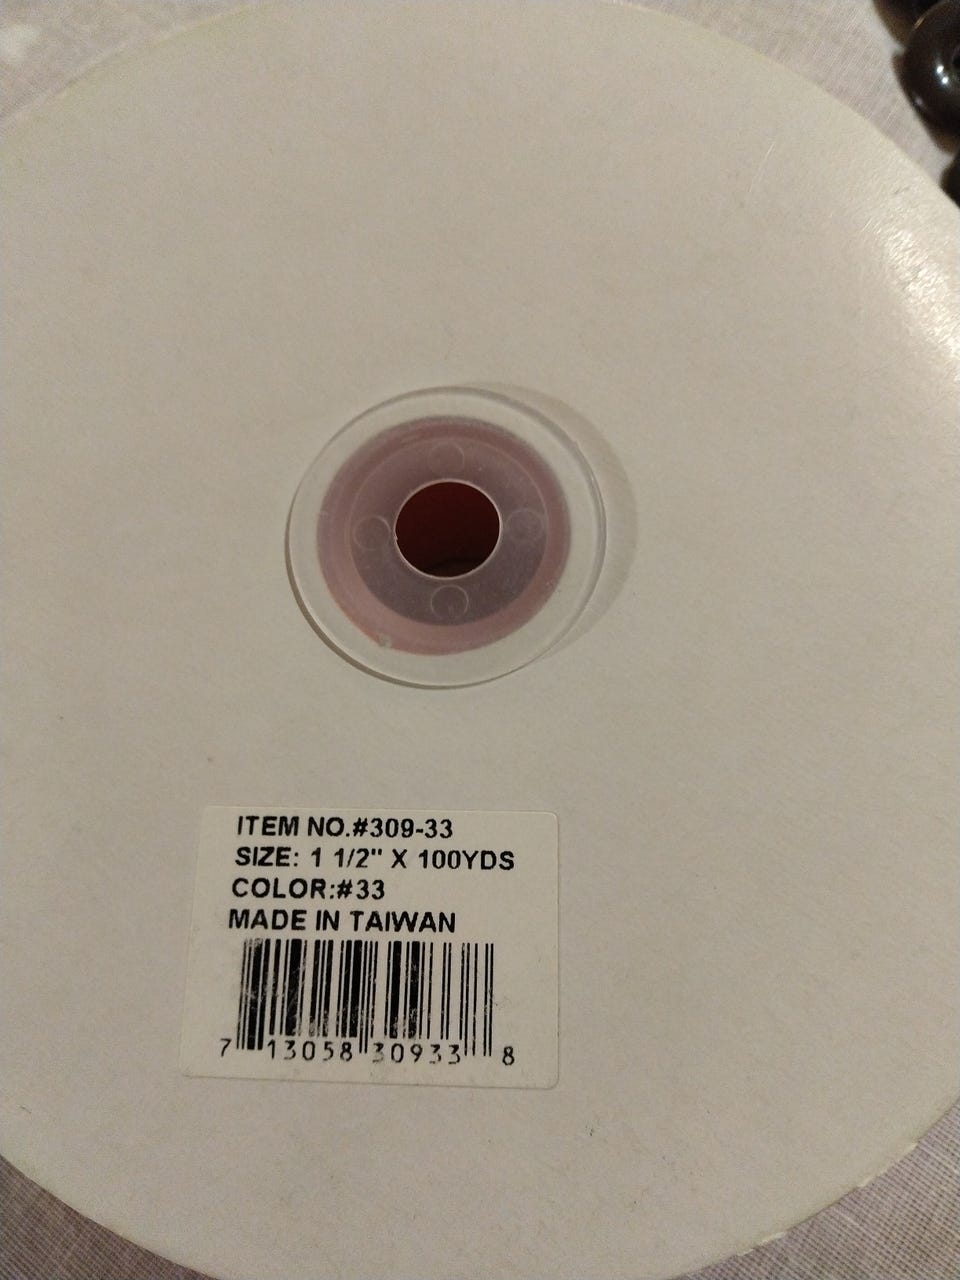 ITEM NO.#309-33
SIZE: 1 1/2" X 100YDS
COLOR:#33
MADE IN TAIWAN
7 13058 30933 8